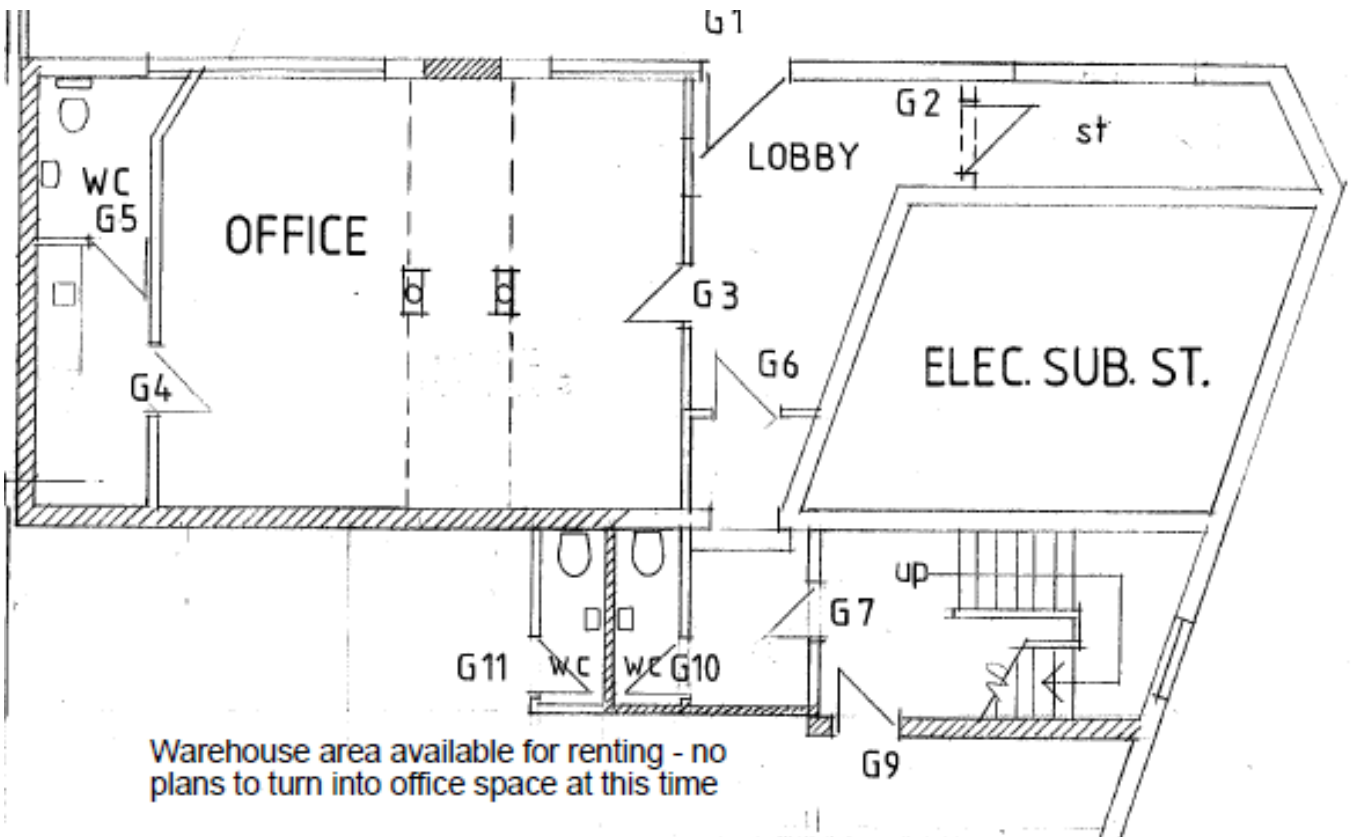 G1
G2
st
LOBBY
WC
G5
OFFICE
G3
G6
ELEC. SUB. ST.
G4
up
G7
G11
WC
WC
G10
Warehouse area available for renting - no
plans to turn into office space at this time
G9